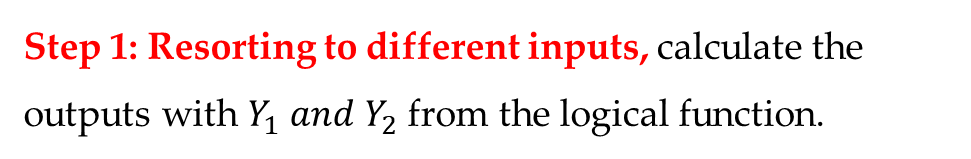 Step 1: Resorting to different inputs, calculate the
outputs with Y₁ and Y₂ from the logical function.